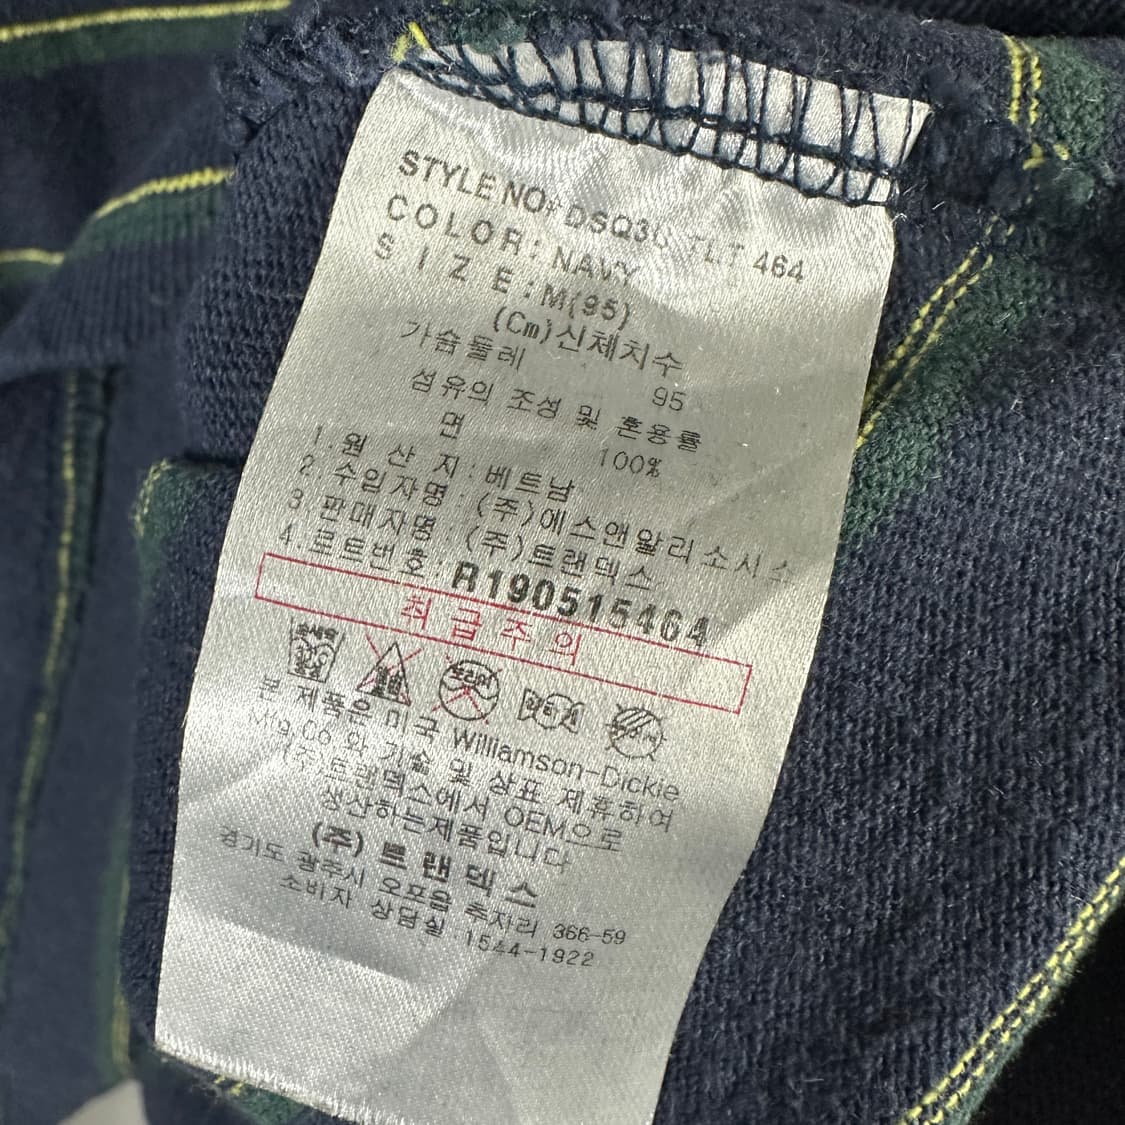 STYLE NO# DSQ3U TLT 464
COLOR: NAVY
S I Z E : M(95)
(Cm)신체치수
가슴둘레 95
섬유의 조성 및 혼용률
면 100%
1. 원 산 지 : 베트남
2. 수입자명 : (주)에스앤알리소시스
3. 판매자명 : (주)트랜덱스
4. 로트번호 : R190515464
취급주의
본 제품은 미국 Williamson-Dickie
Mfg.Co 와 기술 및 상표 제휴하여
(주)트랜덱스에서 OEM으로
생산하는제품입니다
(주) 트랜덱스
경기도 광주시 오포읍 추자리 366-59
소비자 상담실 : 1544-1922